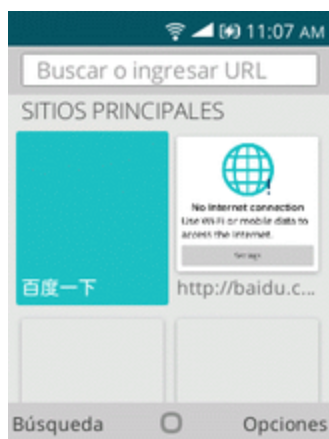 11:07 AM
Buscar o ingresar URL
SITIOS PRINCIPALES
No Internet connection
Use Wi-Fi or mobile data to
access the Internet.
Settings
百度一下
http://baidu.c...
Búsqueda
Opciones